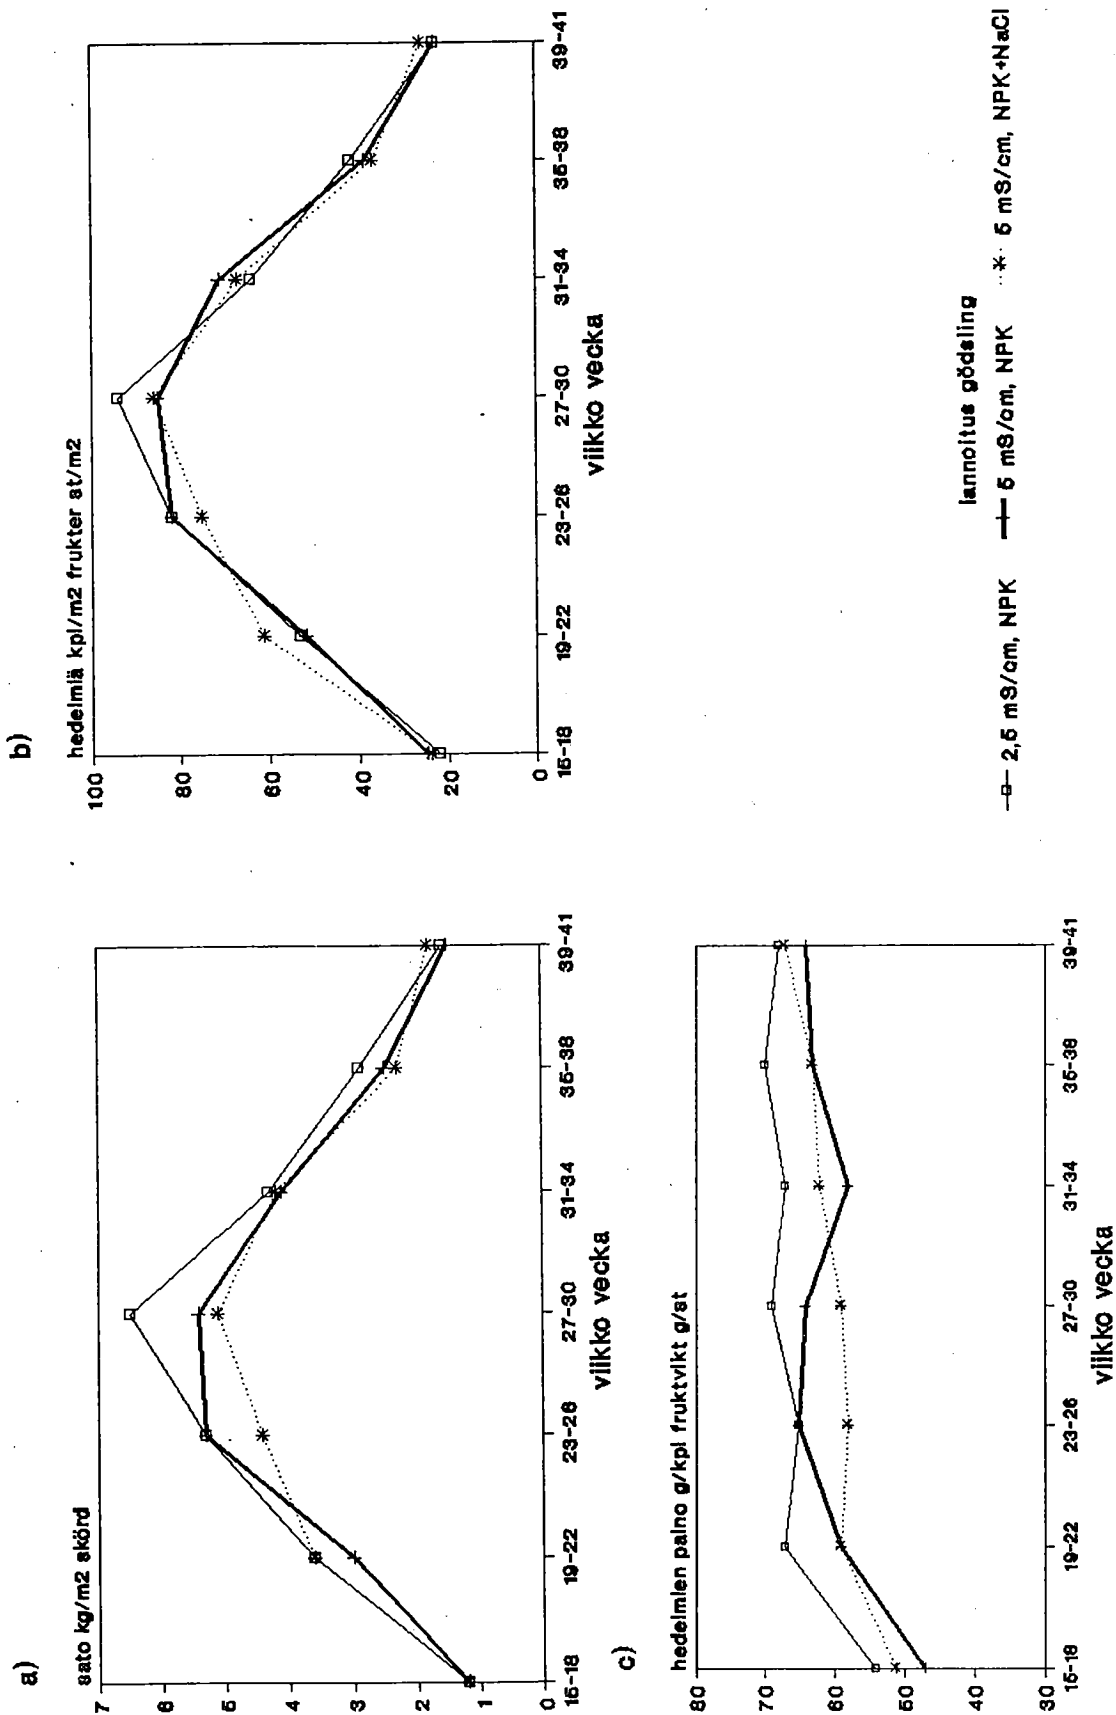 a)
sato kg/m2 skörd
7
6
5
4
3
2
1
0
15-18 19-22 23-26 27-30 31-34 35-38 39-41
viikko vecka
b)
hedelmiä kpl/m2 frukter st/m2
100
80
60
40
20
0
15-18 19-22 23-26 27-30 31-34 35-38 39-41
viikko vecka
c)
hedelmien paino g/kpl fruktvikt g/st
80
70
60
50
40
30
15-18 19-22 23-26 27-30 31-34 35-38 39-41
viikko vecka
lannoitus gödsling
2,5 mS/cm, NPK 5 mS/cm, NPK 5 mS/cm, NPK+NaCl